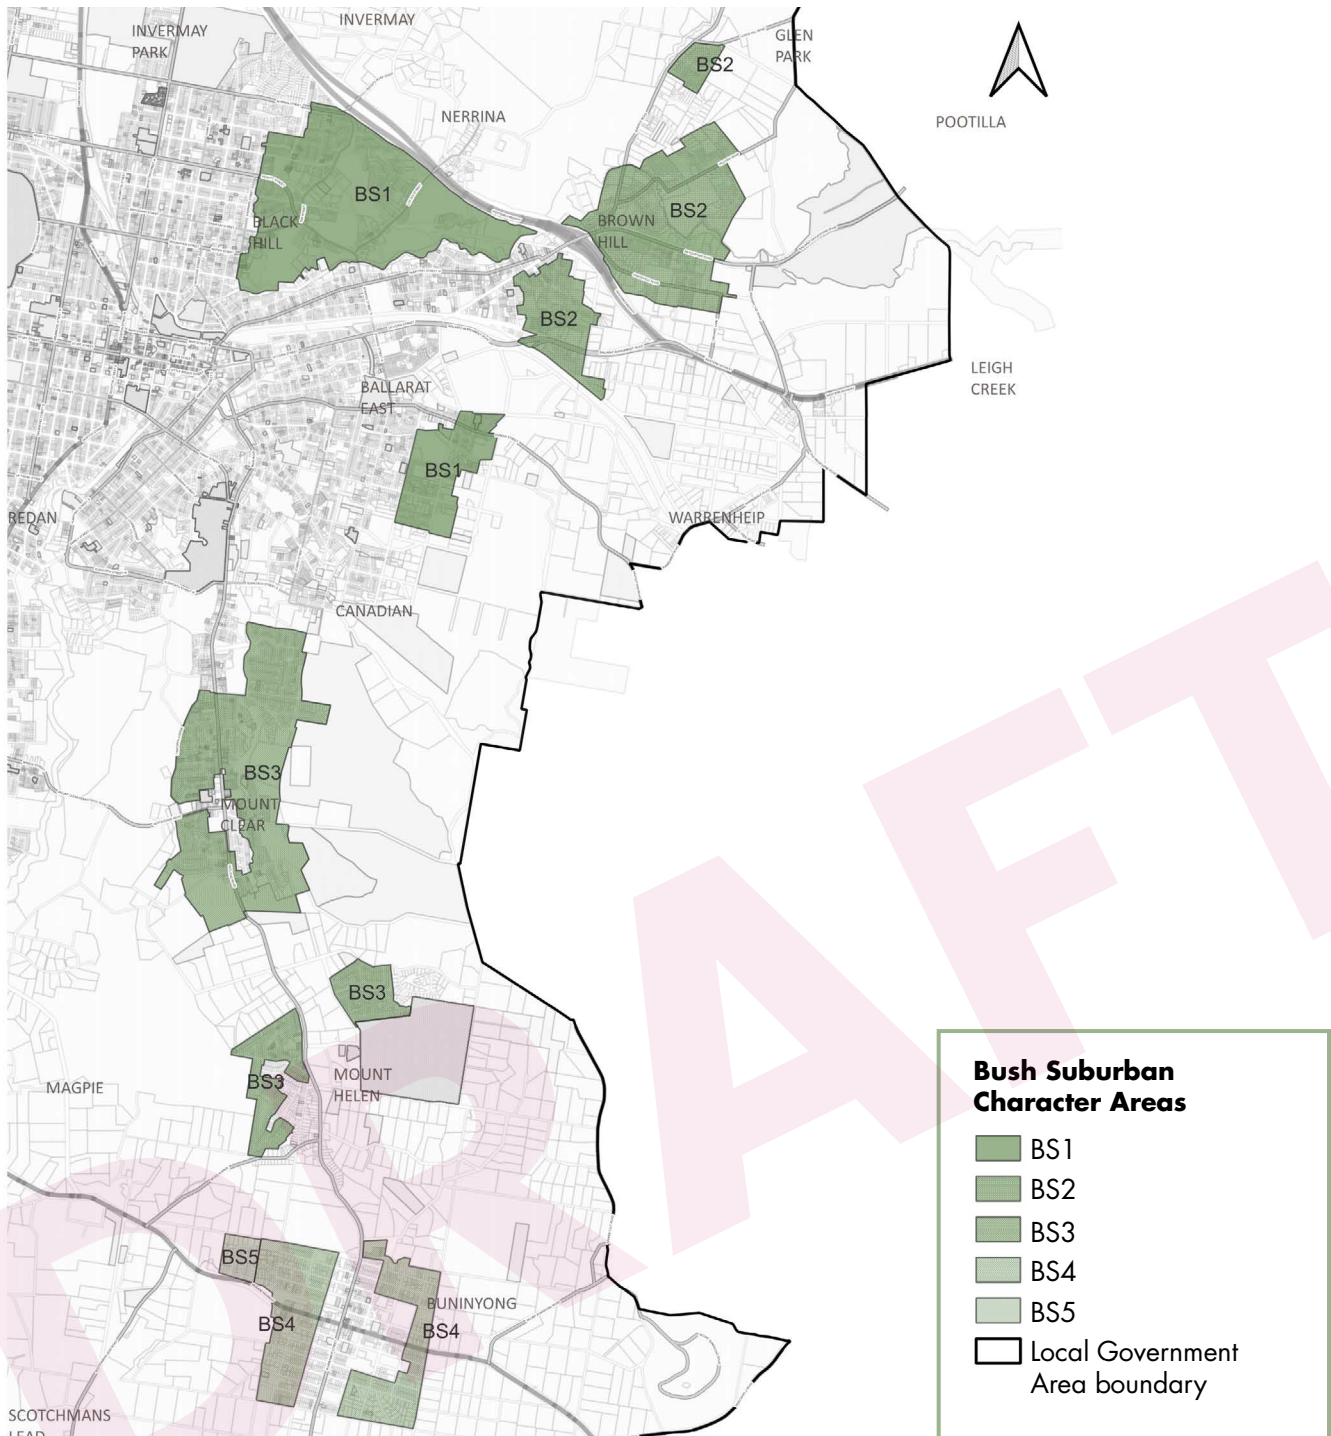 INVERMAY
INVERMAY
PARK
GLEN
PARK
BS2
NERRINA
POOTILLA
BS1
BS2
BLACK
HILL
BROWN
HILL
BS2
LEIGH
CREEK
BALLARAT
EAST
BS1
REDAN
WARRENHEIP
CANADIAN
BS3
MOUNT
CLEAR
BS3
BS3
MOUNT
HELEN
MAGPIE
BS5
BS4
BUNINYONG
BS4
SCOTCHMANS
LEAD
DRAFT
Bush Suburban
Character Areas
BS1
BS2
BS3
BS4
BS5
Local Government
Area boundary